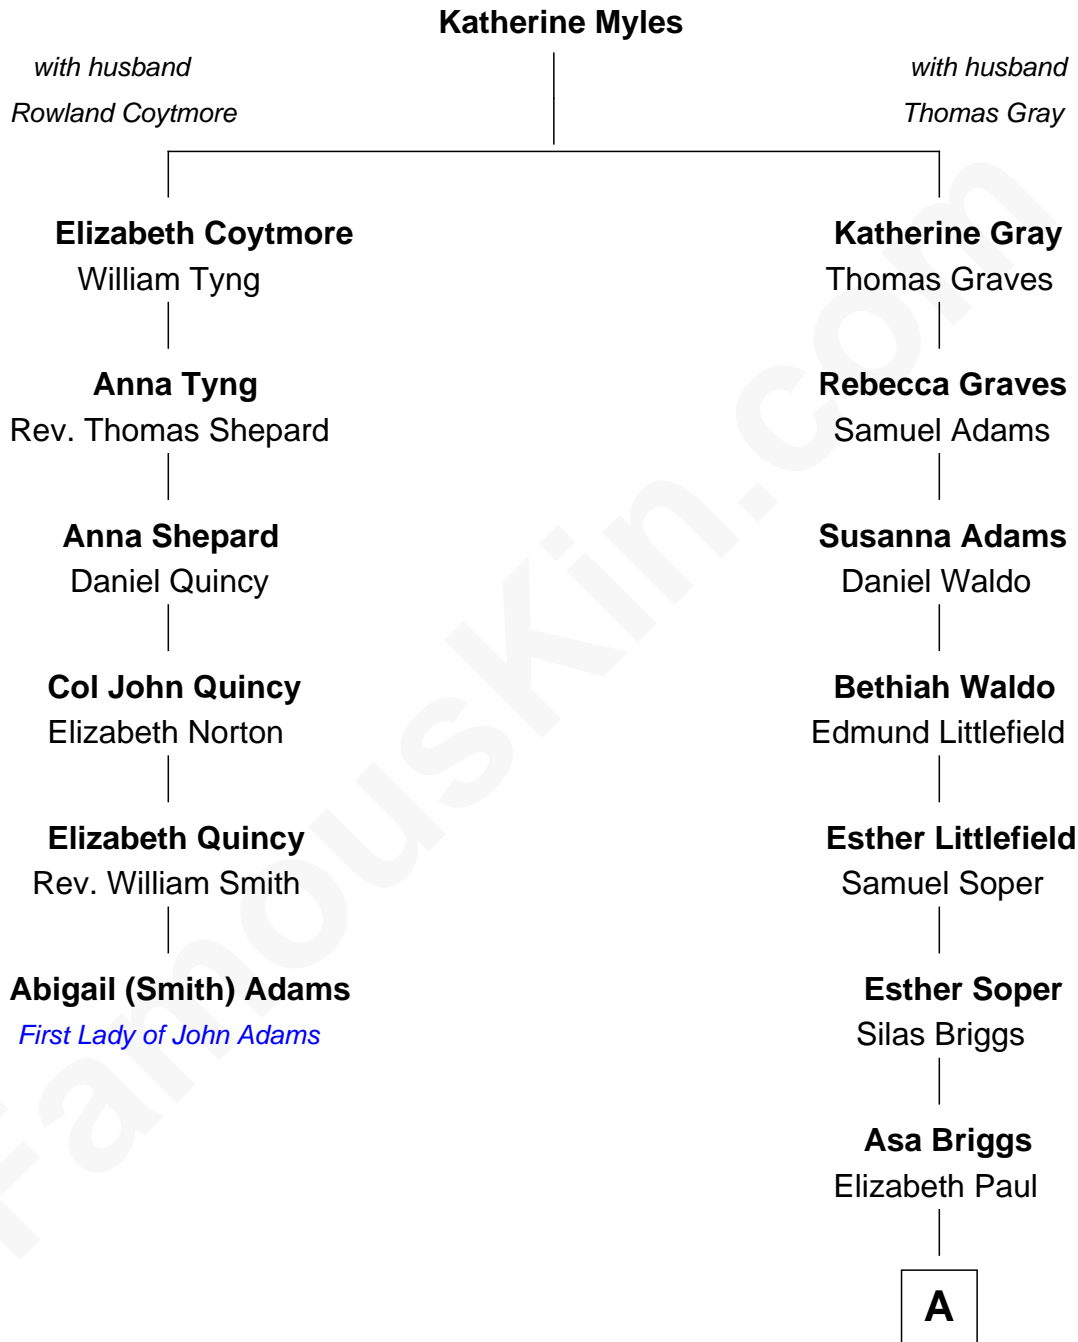 Katherine Myles
with husband
Rowland Coytmore
with husband
Thomas Gray
Elizabeth Coytmore
William Tyng
Katherine Gray
Thomas Graves
Anna Tyng
Rev. Thomas Shepard
Rebecca Graves
Samuel Adams
Anna Shepard
Daniel Quincy
Susanna Adams
Daniel Waldo
Col John Quincy
Elizabeth Norton
Bethiah Waldo
Edmund Littlefield
Elizabeth Quincy
Rev. William Smith
Esther Littlefield
Samuel Soper
Abigail (Smith) Adams
First Lady of John Adams
Esther Soper
Silas Briggs
Asa Briggs
Elizabeth Paul
A
FamousKin.com